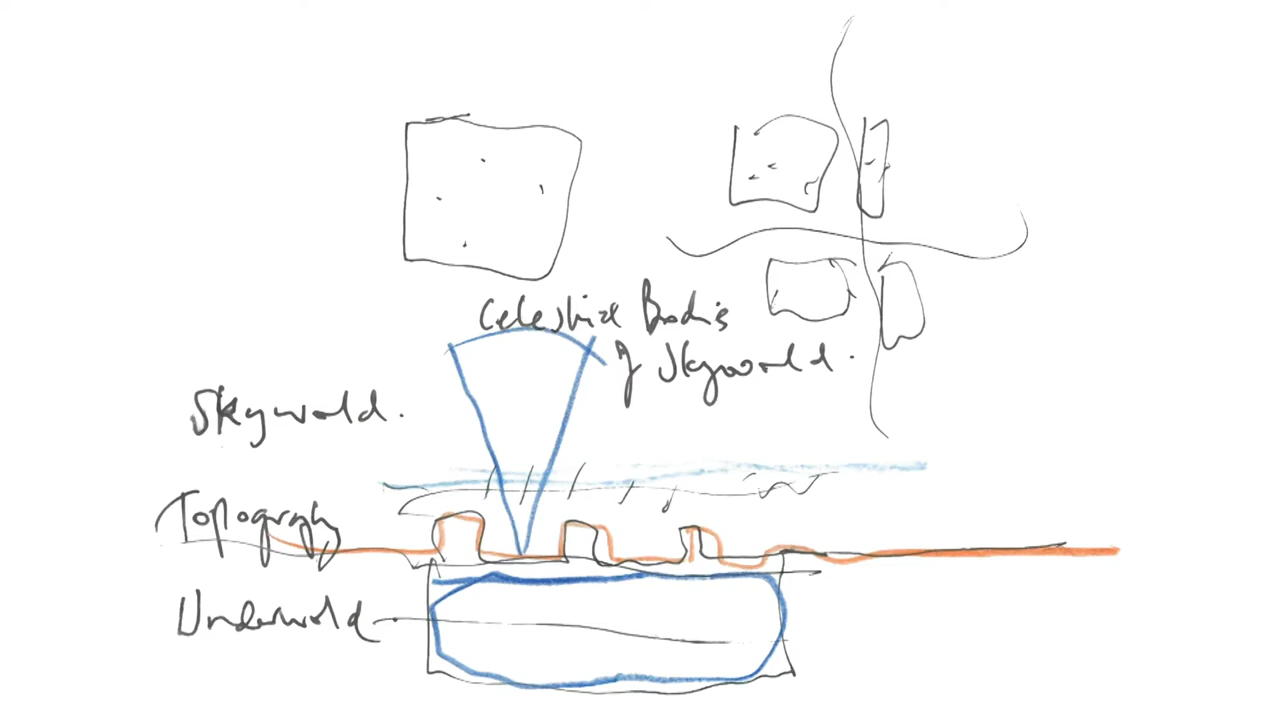 Celestial Bodies
of Skyworld.
Skyworld.
Topography
Underworld